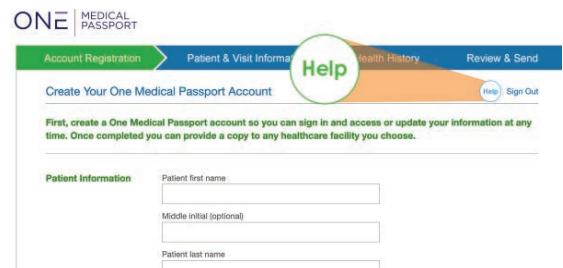 ONE MEDICAL
PASSPORT
Account Registration Patient & Visit Informa Health History Review & Send
Help
Create Your One Medical Passport Account Help Sign Out
First, create a One Medical Passport account so you can sign in and access or update your information at any
time. Once completed you can provide a copy to any healthcare facility you choose.
Patient Information Patient first name
Middle initial (optional)
Patient last name